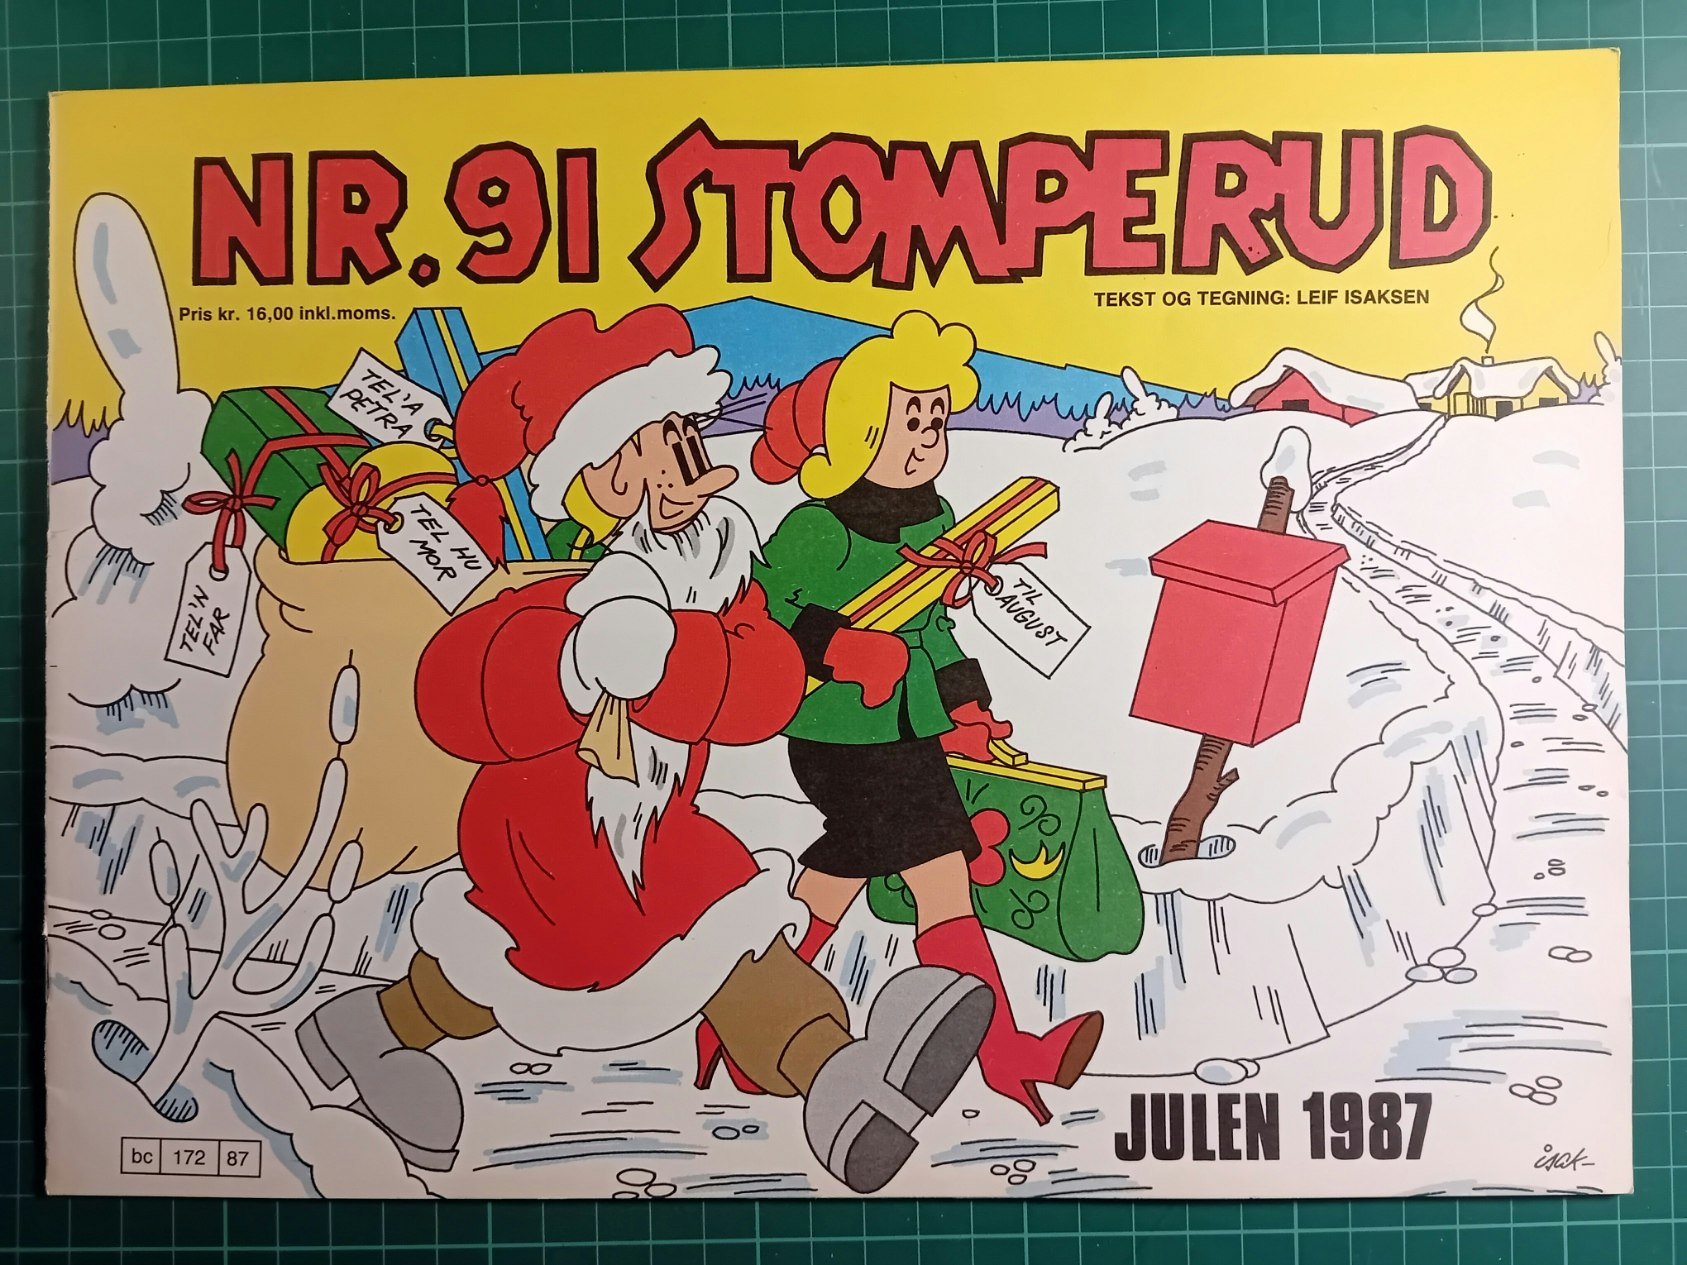 NR. 91 STOMPERUD
Pris kr. 16,00 inkl.moms.
TEKST OG TEGNING: LEIF ISAKSEN
TEL'A
PETRA
TEL HU
MOR
TEL'N
FAR
TIL
AUGUST
JULEN 1987
bc 172 87
isak-